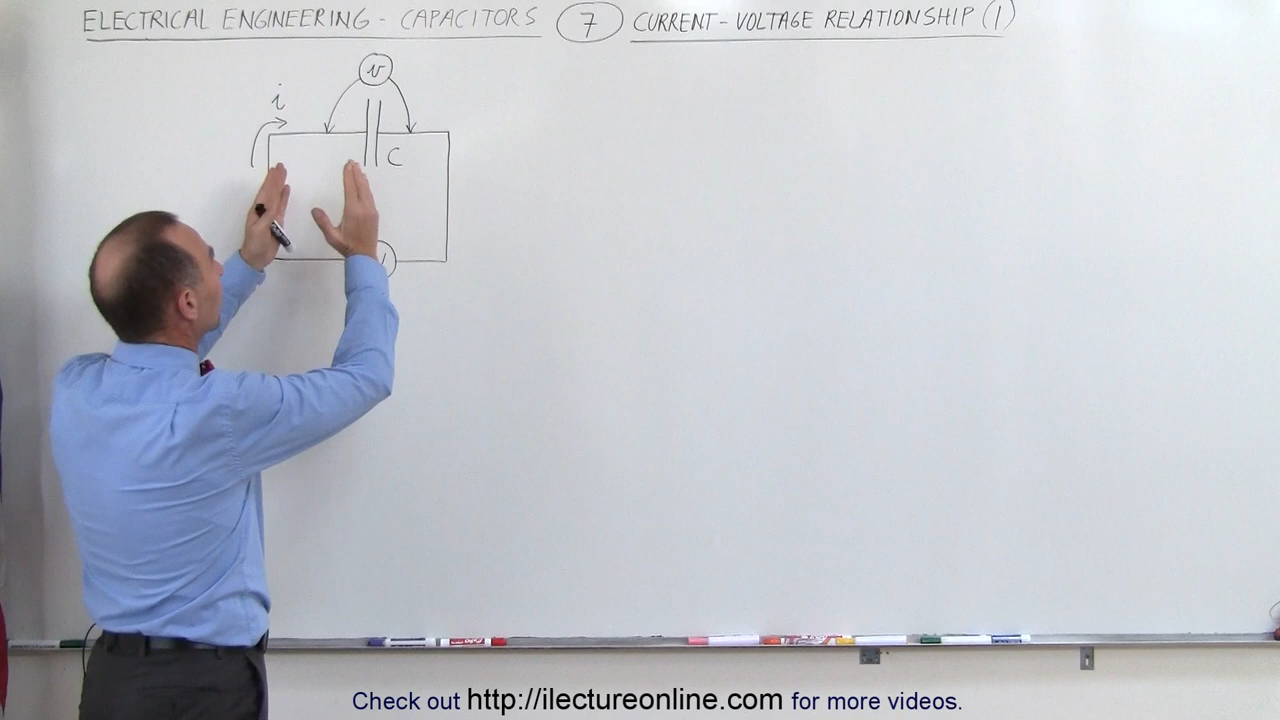 ELECTRICAL ENGINEERING - CAPACITORS 7 CURRENT-VOLTAGE RELATIONSHIP (1)
v
i
C
Check out http://ilectureonline.com for more videos.